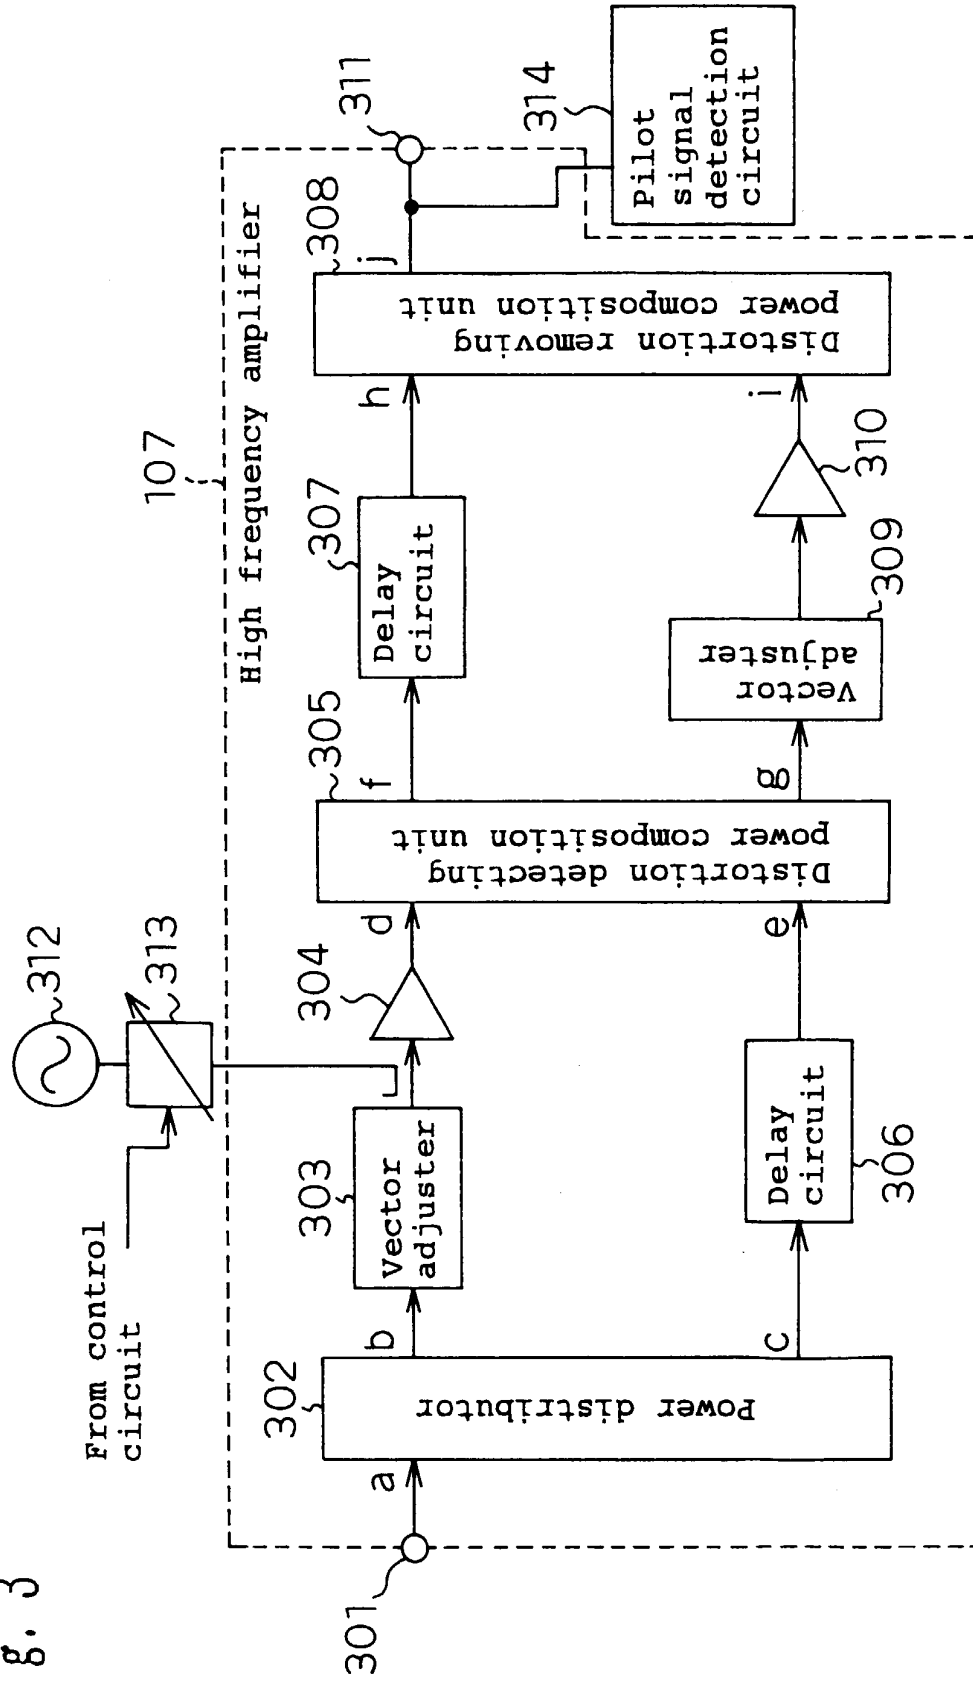 g. 3
From control
circuit
312
313
107
High frequency amplifier
301
a
302
Power distributor
b
c
303
Vector
adjuster
304
d
e
Delay
circuit
306
305
Distortion detecting
power composition unit
f
g
307
Delay
circuit
Vector
adjuster
309
310
h
i
308
Distortion removing
power composition unit
j
311
314
Pilot
signal
detection
circuit